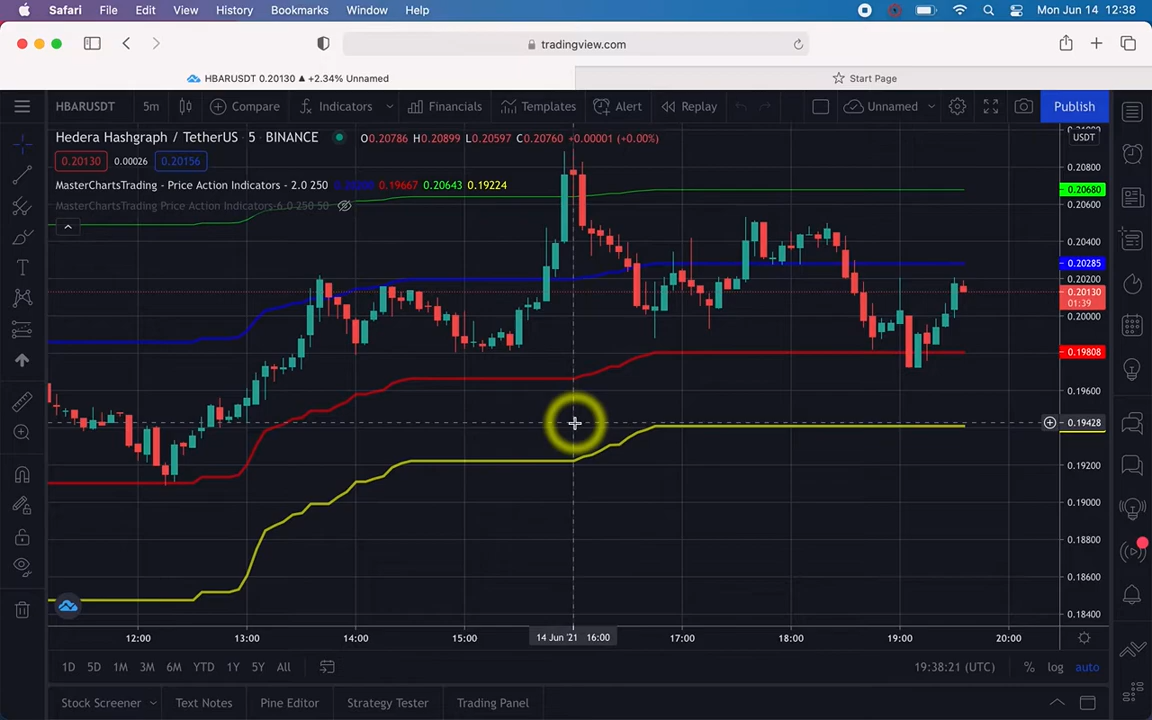 Safari File Edit View History Bookmarks Window Help Mon Jun 14 12:38
tradingview.com
HBARUSDT 0.20130 ▲ +2.34% Unnamed
Start Page
HBARUSDT 5m Compare Indicators Financials Templates Alert Replay Unnamed Publish
Hedera Hashgraph / TetherUS · 5 · BINANCE O0.20786 H0.20899 L0.20597 C0.20760 +0.00001 (+0.00%)
USDT
0.20130 0.00026 0.20156
MasterChartsTrading - Price Action Indicators - 2.0 250 0.19667 0.20643 0.19224
MasterChartsTrading Price Action Indicators-6.0 250 50
0.20800
0.20680
0.20600
0.20400
0.20285
0.20200
0.20130
01:39
0.20000
0.19808
0.19600
0.19428
0.19200
0.19000
0.18800
0.18600
0.18400
12:00 13:00 14:00 15:00 14 Jun '21 16:00 17:00 18:00 19:00 20:00
1D 5D 1M 3M 6M YTD 1Y 5Y All 19:38:21 (UTC) % log auto
Stock Screener Text Notes Pine Editor Strategy Tester Trading Panel